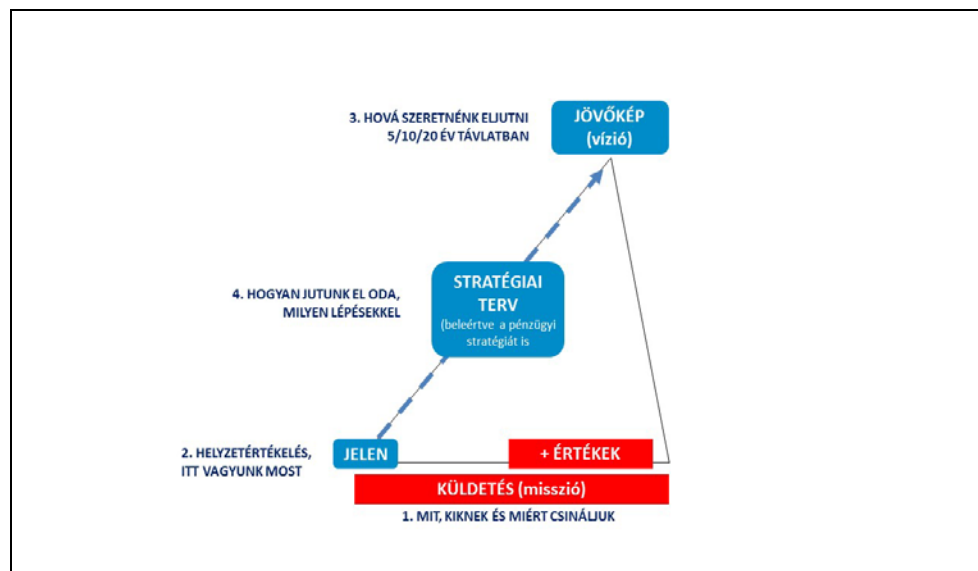 3. HOVÁ SZERETNÉNK ELJUTNI
5/10/20 ÉV TÁVLATBAN
JÖVŐKÉP
(vízió)
4. HOGYAN JUTUNK EL ODA,
MILYEN LÉPÉSEKKEL
STRATÉGIAI
TERV
(beleértve a pénzügyi
stratégiát is
2. HELYZETÉRTÉKELÉS,
ITT VAGYUNK MOST
JELEN
+ ÉRTÉKEK
KÜLDETÉS (misszió)
1. MIT, KIKNEK ÉS MIÉRT CSINÁLJUK